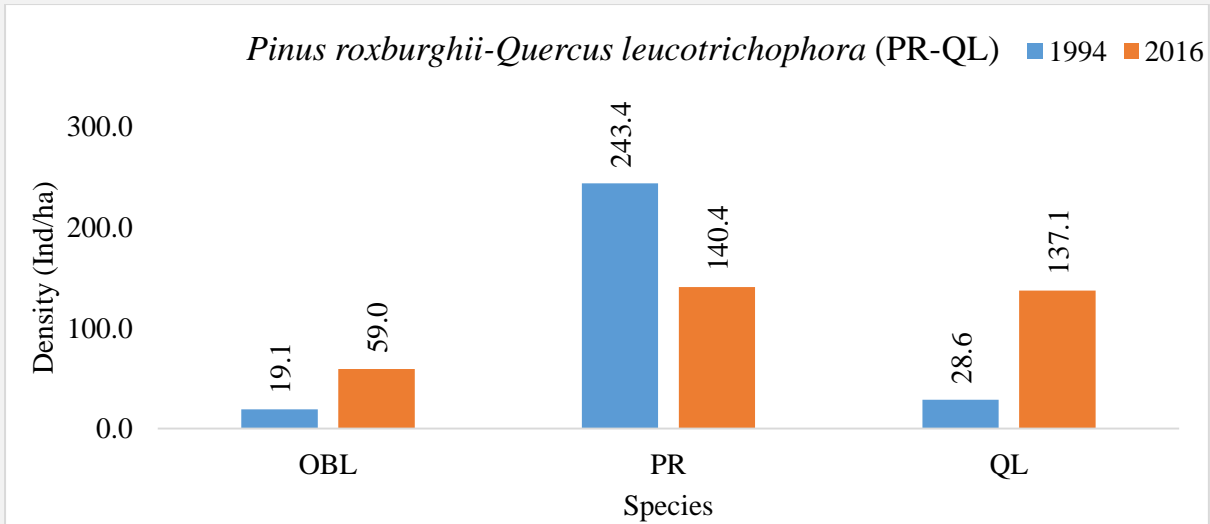 Pinus roxburghii-Quercus leucotrichophora (PR-QL)
1994
2016
Density (Ind/ha)
300.0
200.0
100.0
0.0
19.1
59.0
243.4
140.4
28.6
137.1
OBL
PR
QL
Species